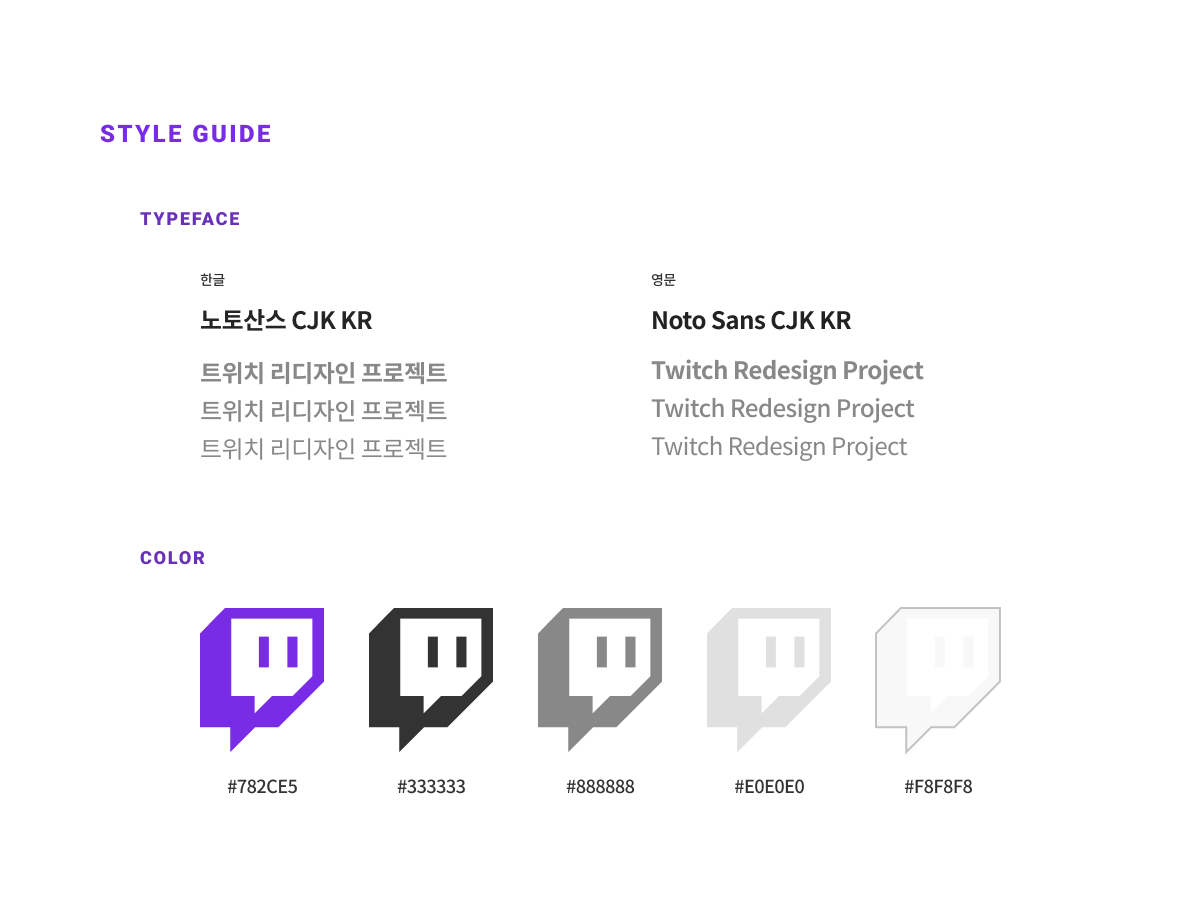 STYLE GUIDE
TYPEFACE
한글
노토산스 CJK KR
트위치 리디자인 프로젝트
트위치 리디자인 프로젝트
트위치 리디자인 프로젝트
영문
Noto Sans CJK KR
Twitch Redesign Project
Twitch Redesign Project
Twitch Redesign Project
COLOR
#782CE5
#333333
#888888
#E0E0E0
#F8F8F8